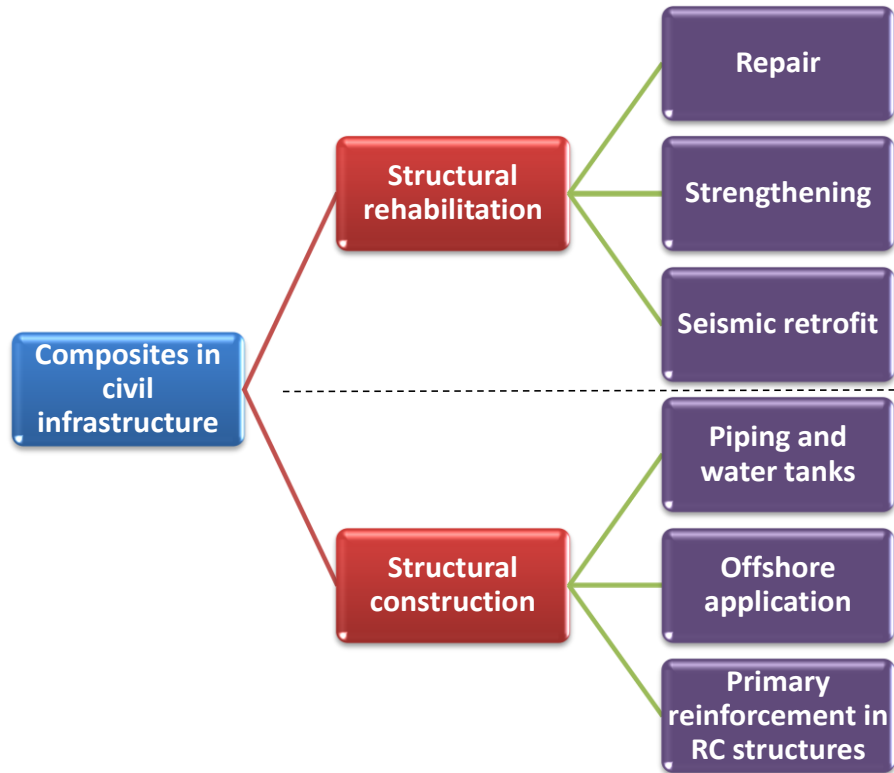 Composites in
civil
infrastructure
Structural
rehabilitation
Repair
Strengthening
Seismic retrofit
Structural
construction
Piping and
water tanks
Offshore
application
Primary
reinforcement in
RC structures